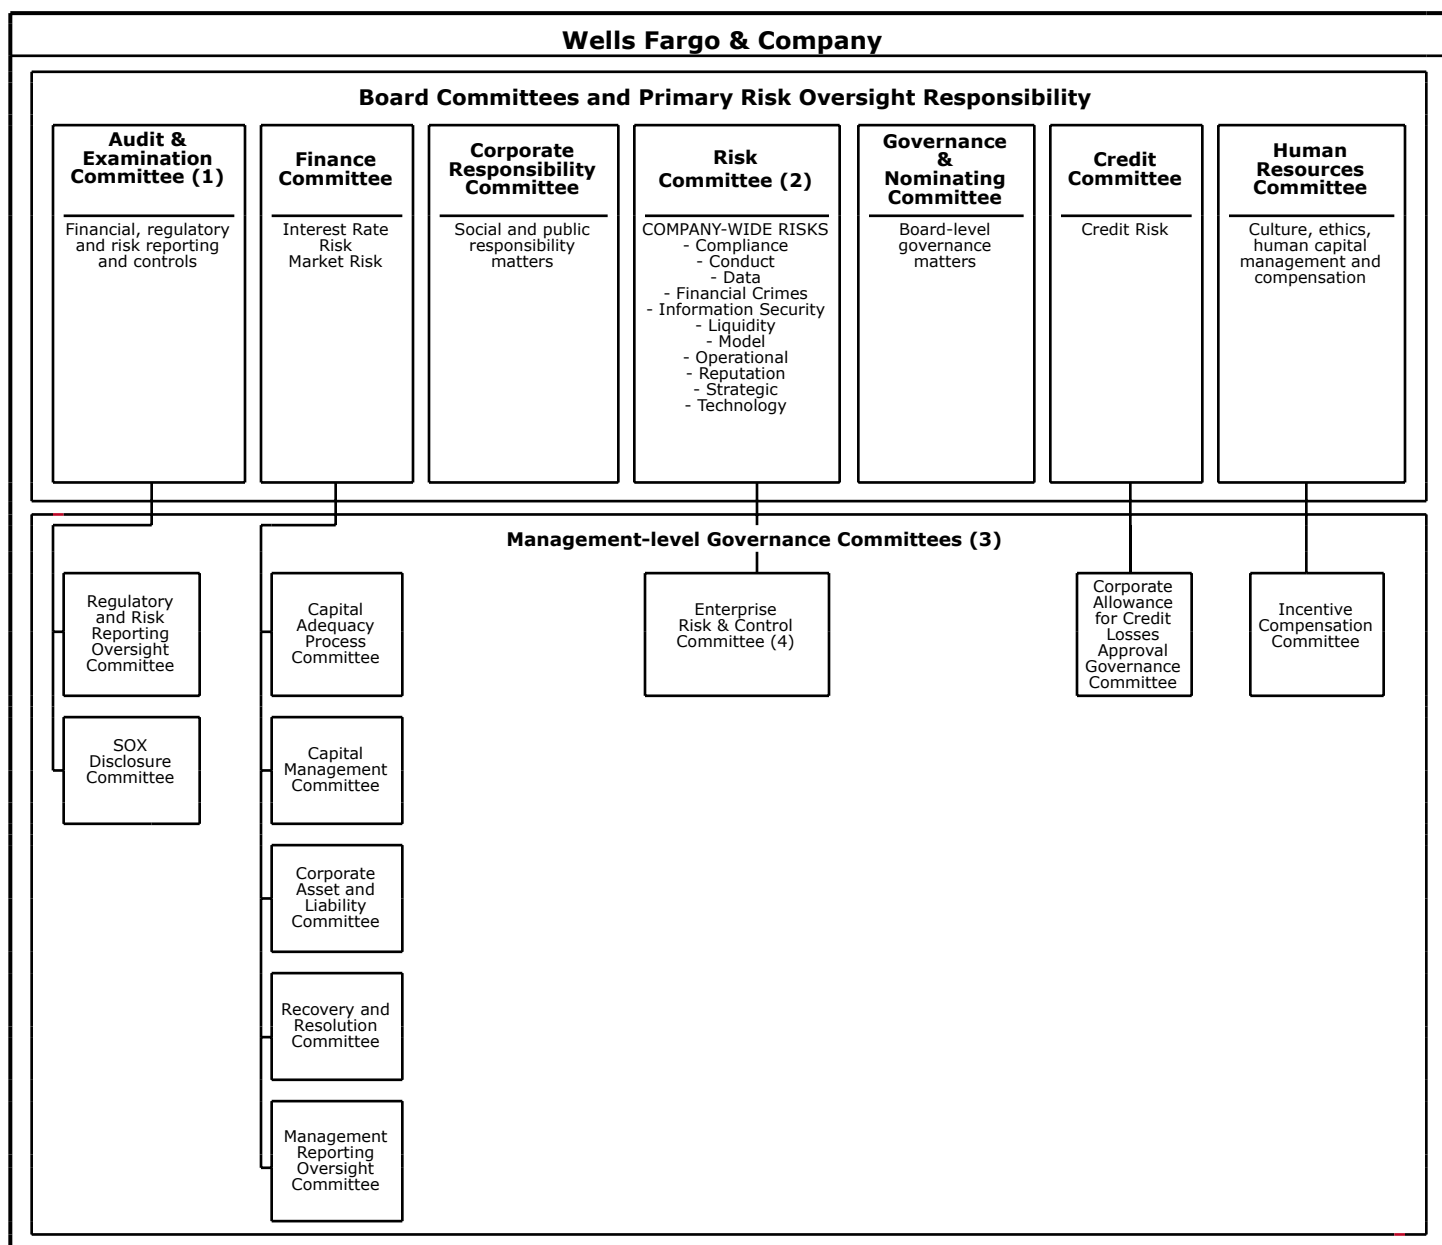 Wells Fargo & Company
Board Committees and Primary Risk Oversight Responsibility
Audit &
Examination
Committee (1)
Financial, regulatory
and risk reporting
and controls
Finance
Committee
Interest Rate
Risk
Market Risk
Corporate
Responsibility
Committee
Social and public
responsibility
matters
Risk
Committee (2)
COMPANY-WIDE RISKS
- Compliance
- Conduct
- Data
- Financial Crimes
- Information Security
- Liquidity
- Model
- Operational
- Reputation
- Strategic
- Technology
Governance
&
Nominating
Committee
Board-level
governance
matters
Credit
Committee
Credit Risk
Human
Resources
Committee
Culture, ethics,
human capital
management and
compensation
Management-level Governance Committees (3)
Regulatory
and Risk
Reporting
Oversight
Committee
SOX
Disclosure
Committee
Capital
Adequacy
Process
Committee
Capital
Management
Committee
Corporate
Asset and
Liability
Committee
Recovery and
Resolution
Committee
Management
Reporting
Oversight
Committee
Enterprise
Risk & Control
Committee (4)
Corporate
Allowance
for Credit
Losses
Approval
Governance
Committee
Incentive
Compensation
Committee